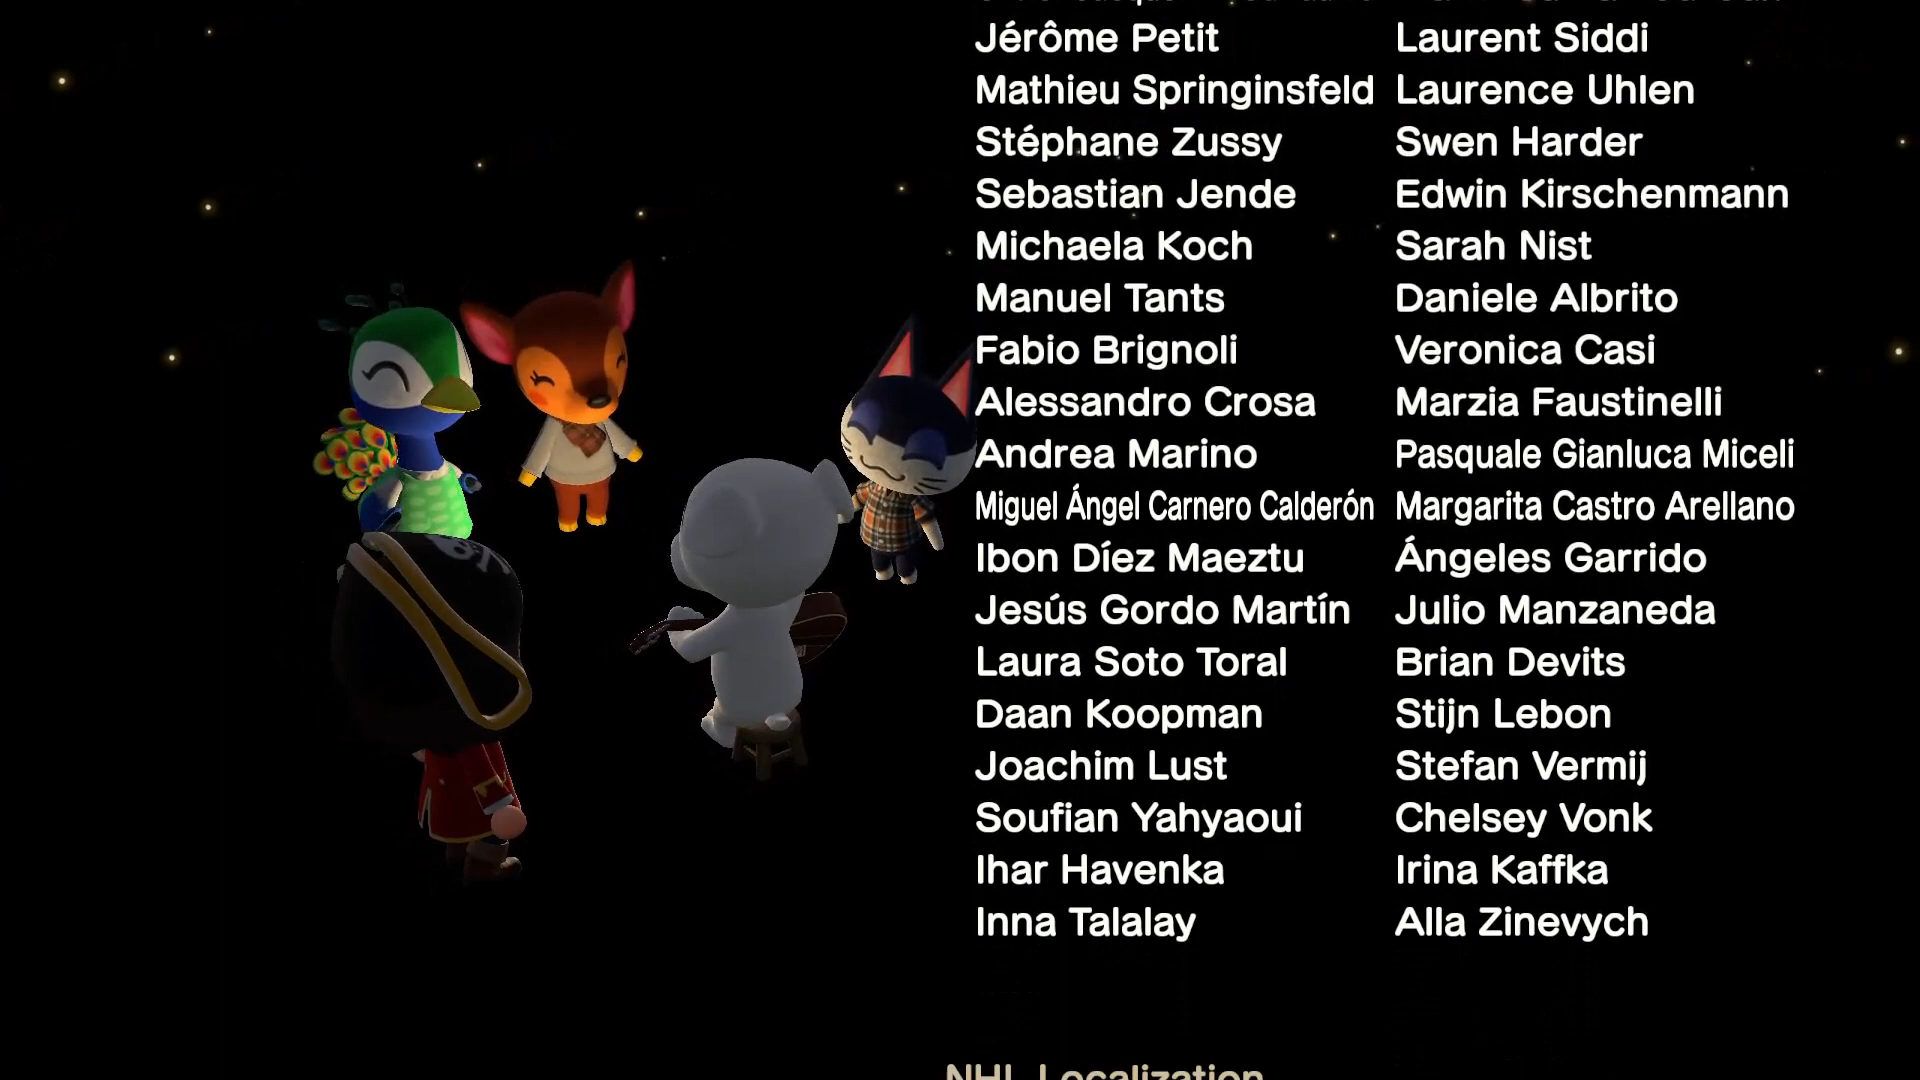 Jérôme Petit Laurent Siddi
Mathieu Springinsfeld Laurence Uhlen
Stéphane Zussy Swen Harder
Sebastian Jende Edwin Kirschenmann
Michaela Koch Sarah Nist
Manuel Tants Daniele Albrito
Fabio Brignoli Veronica Casi
Alessandro Crosa Marzia Faustinelli
Andrea Marino Pasquale Gianluca Miceli
Miguel Ángel Carnero Calderón Margarita Castro Arellano
Ibon Díez Maeztu Ángeles Garrido
Jesús Gordo Martín Julio Manzaneda
Laura Soto Toral Brian Devits
Daan Koopman Stijn Lebon
Joachim Lust Stefan Vermij
Soufian Yahyaoui Chelsey Vonk
Ihar Havenka Irina Kaffka
Inna Talalay Alla Zinevych
NHL Localization